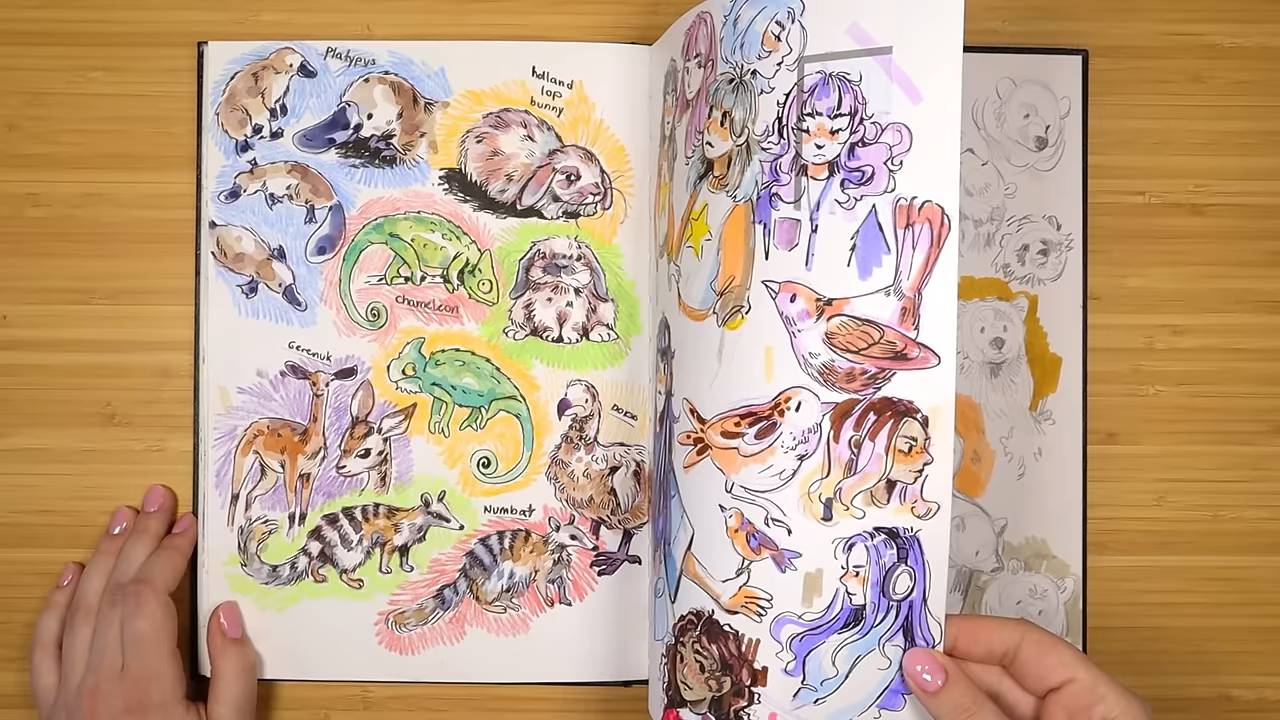 Platypus
holland
lop
bunny
chameleon
Gerenuk
DODO
Numbat